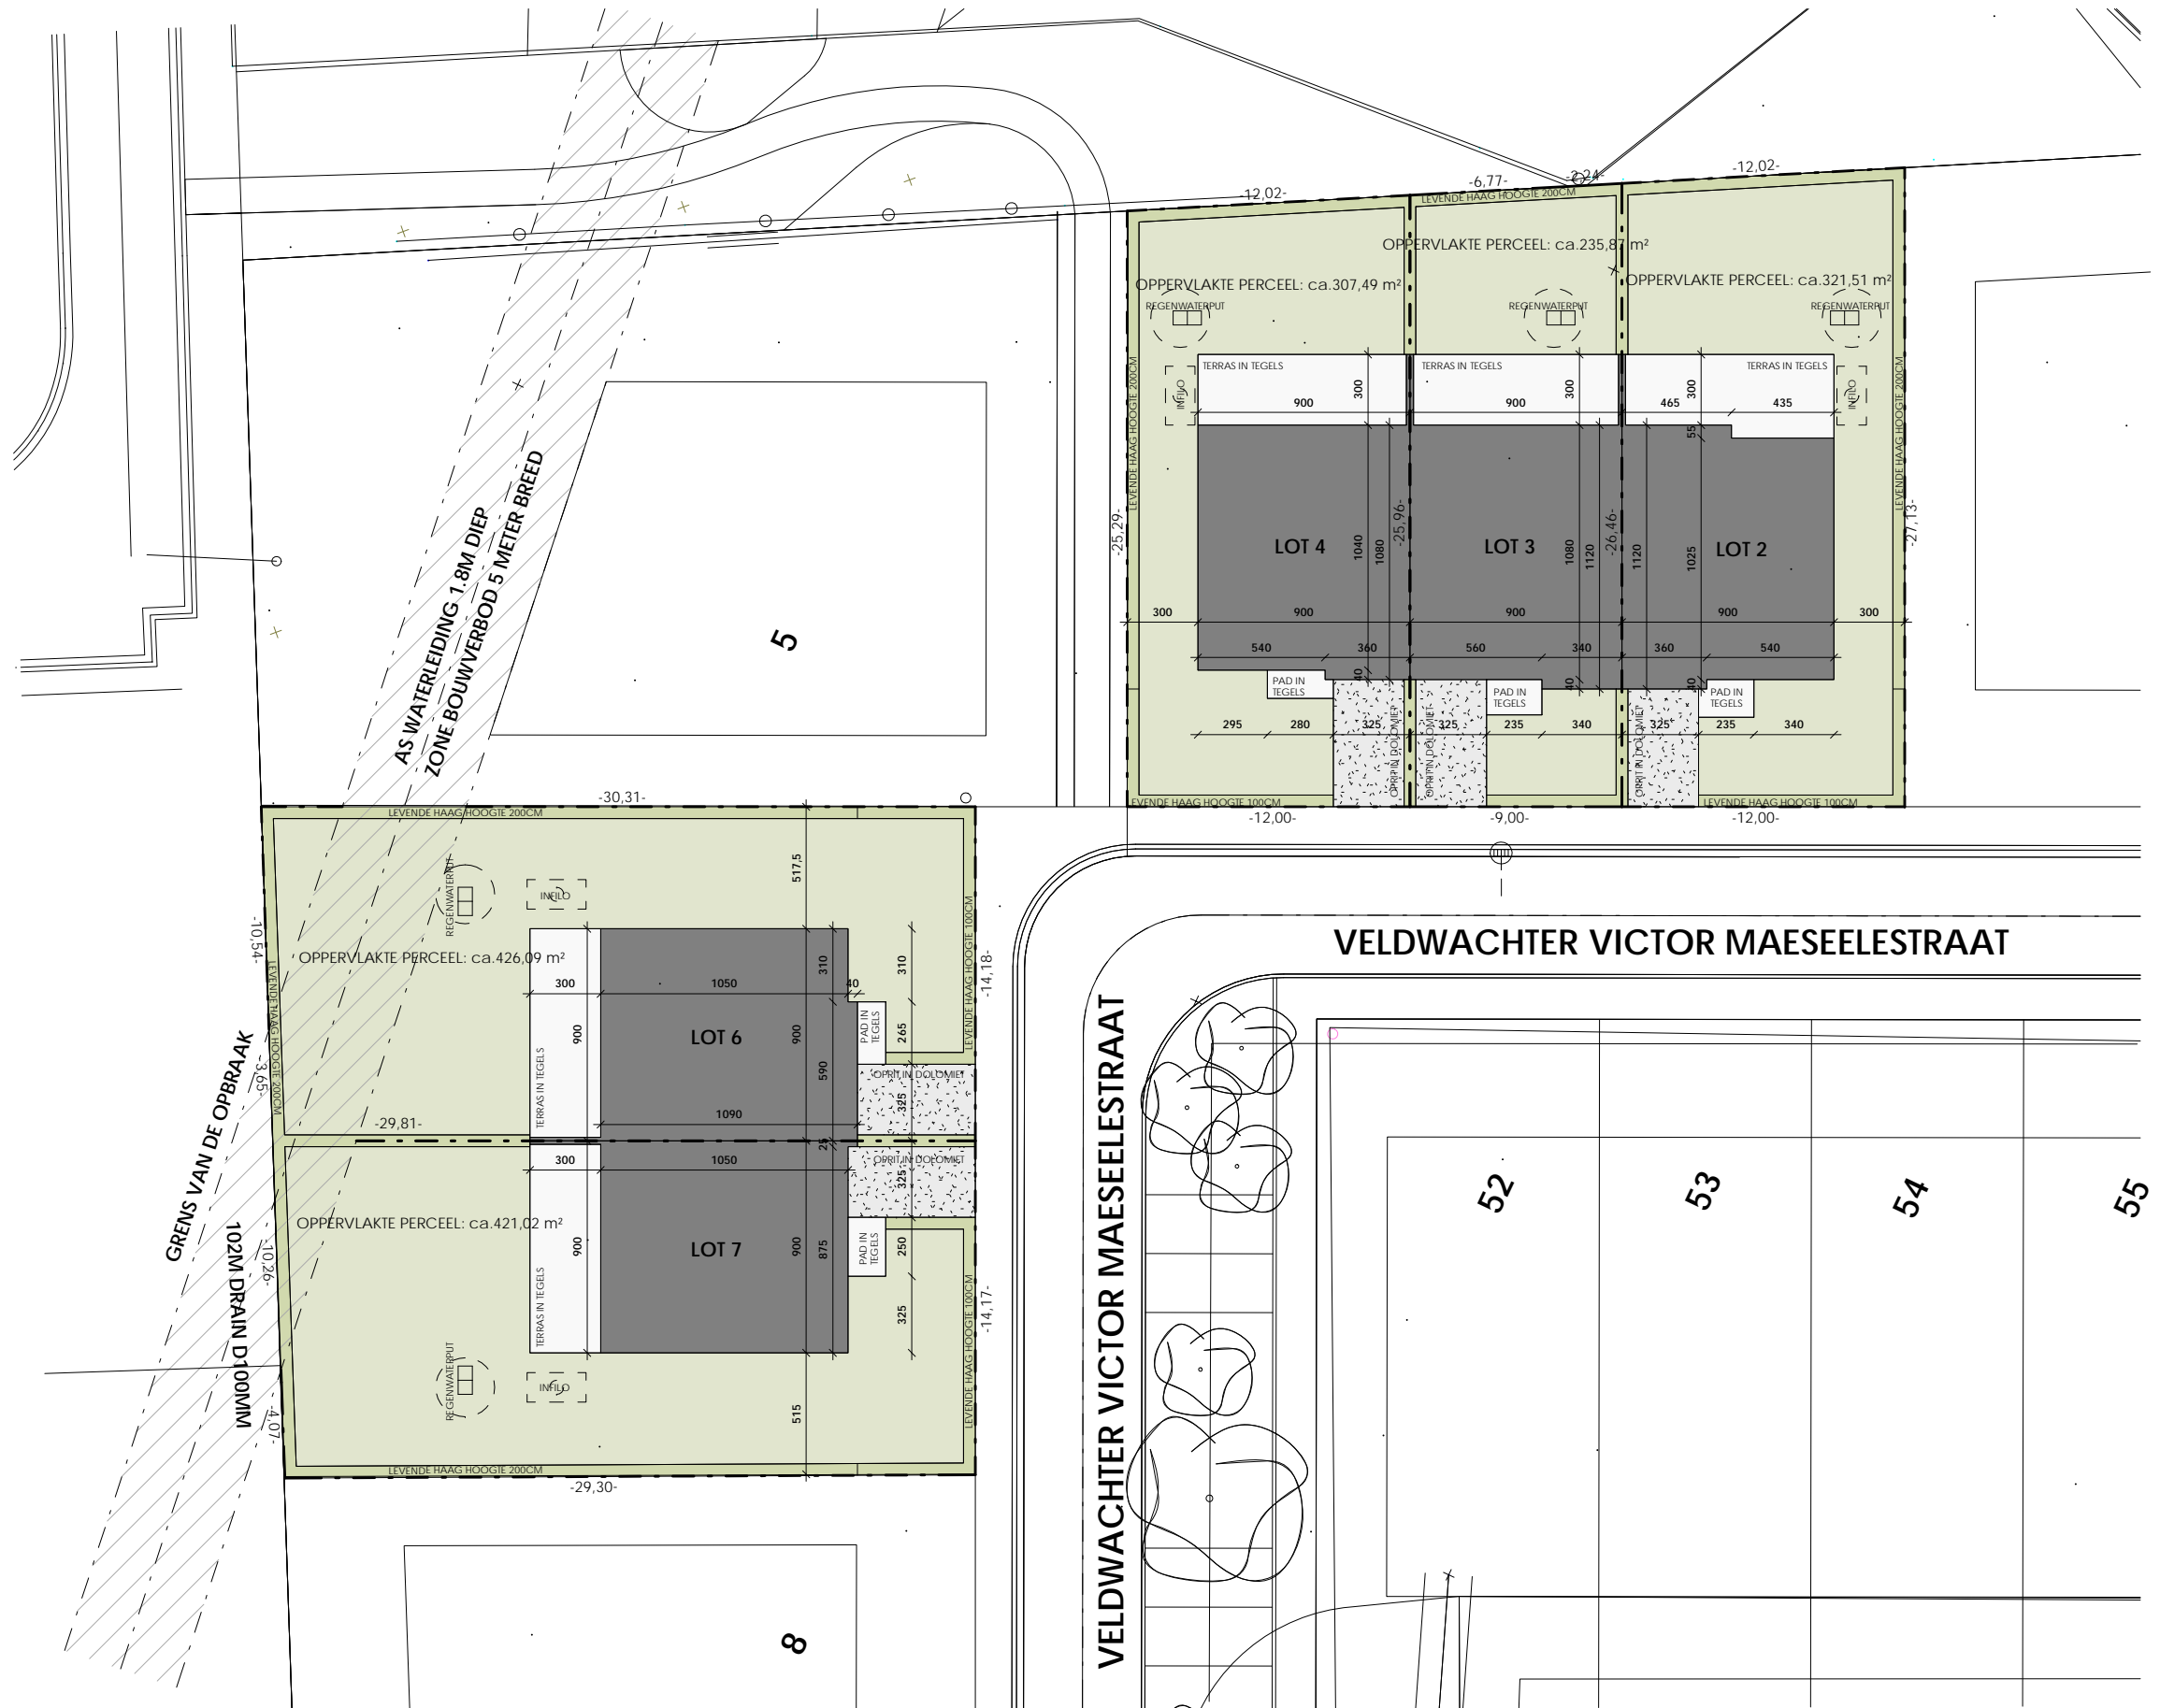 -12,02-
-6,77-
-2,24-
-12,02-
LEVENDE HAAG HOOGTE 200CM
OPPERVLAKTE PERCEEL: ca.235,87 m²
OPPERVLAKTE PERCEEL: ca.307,49 m²
OPPERVLAKTE PERCEEL: ca.321,51 m²
REGENWATERPUT
REGENWATERPUT
REGENWATERPUT
TERRAS IN TEGELS
TERRAS IN TEGELS
TERRAS IN TEGELS
INFILO
INFILO
LEVENDE HAAG HOOGTE 200CM
LEVENDE HAAG HOOGTE 200CM
300
300
300
900
900
465
435
55
-25,29-
-25,96-
-26,46-
-27,13-
LOT 4
1040
1080
LOT 3
1080
1120
1120
1025
LOT 2
300
900
900
900
300
540
360
560
340
360
540
40
40
40
PAD IN
TEGELS
PAD IN
TEGELS
PAD IN
TEGELS
295
280
325
325
235
340
325
235
340
OPRIT IN DOLOMIET
OPRIT IN DOLOMIET
OPRIT IN DOLOMIET
EVENDE HAAG HOOGTE 100CM
LEVENDE HAAG HOOGTE 100CM
-12,00-
-9,00-
-12,00-
5
AS WATERLEIDING 1.8M DIEP
ZONE BOUWVERBOD 5 METER BREED
-30,31-
LEVENDE HAAG HOOGTE 200CM
517,5
REGENWATERPUT
INFILO
-10,54-
LEVENDE HAAG HOOGTE 200CM
LEVENDE HAAG HOOGTE 100CM
-14,18-
OPPERVLAKTE PERCEEL: ca.426,09 m²
300
1050
40
310
310
900
LOT 6
900
590
PAD IN
TEGELS
265
TERRAS IN TEGELS
OPRIT IN DOLOMIET
325
1090
-3,65-
-29,81-
25
300
1050
OPRIT IN DOLOMIET
325
OPPERVLAKTE PERCEEL: ca.421,02 m²
900
LOT 7
900
875
PAD IN
TEGELS
250
325
TERRAS IN TEGELS
-10,26-
-14,17-
LEVENDE HAAG HOOGTE 100CM
REGENWATERPUT
INFILO
515
-4,07-
LEVENDE HAAG HOOGTE 200CM
-29,30-
GRENS VAN DE OPBRAAK
102M DRAIN D100MM
8
VELDWACHTER VICTOR MAESEELESTRAAT
VELDWACHTER VICTOR MAESEELESTRAAT
52
53
54
55